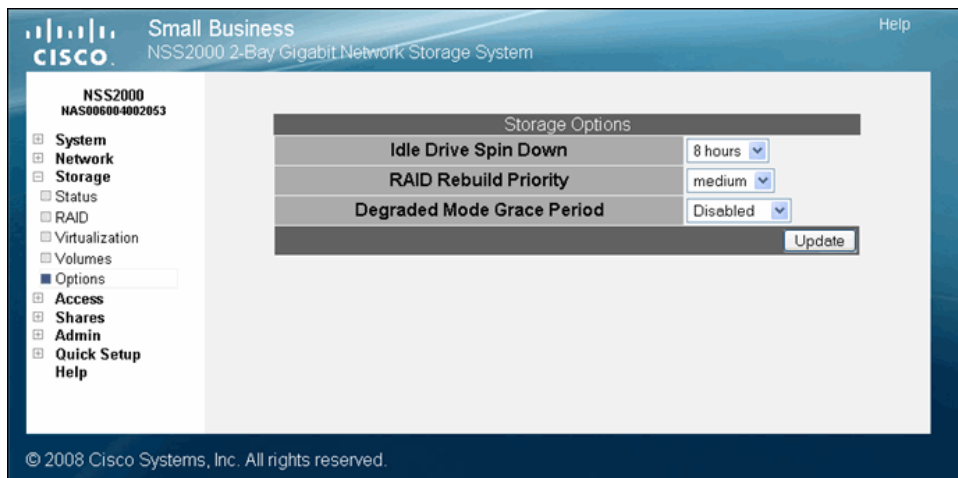 Small Business
Help
CISCO.
NSS2000 2-Bay Gigabit Network Storage System
NSS2000
NAS006004002053
System
Network
Storage
Status
RAID
Virtualization
Volumes
Options
Access
Shares
Admin
Quick Setup
Help
Storage Options
Idle Drive Spin Down 8 hours
RAID Rebuild Priority medium
Degraded Mode Grace Period Disabled
Update
© 2008 Cisco Systems, Inc. All rights reserved.